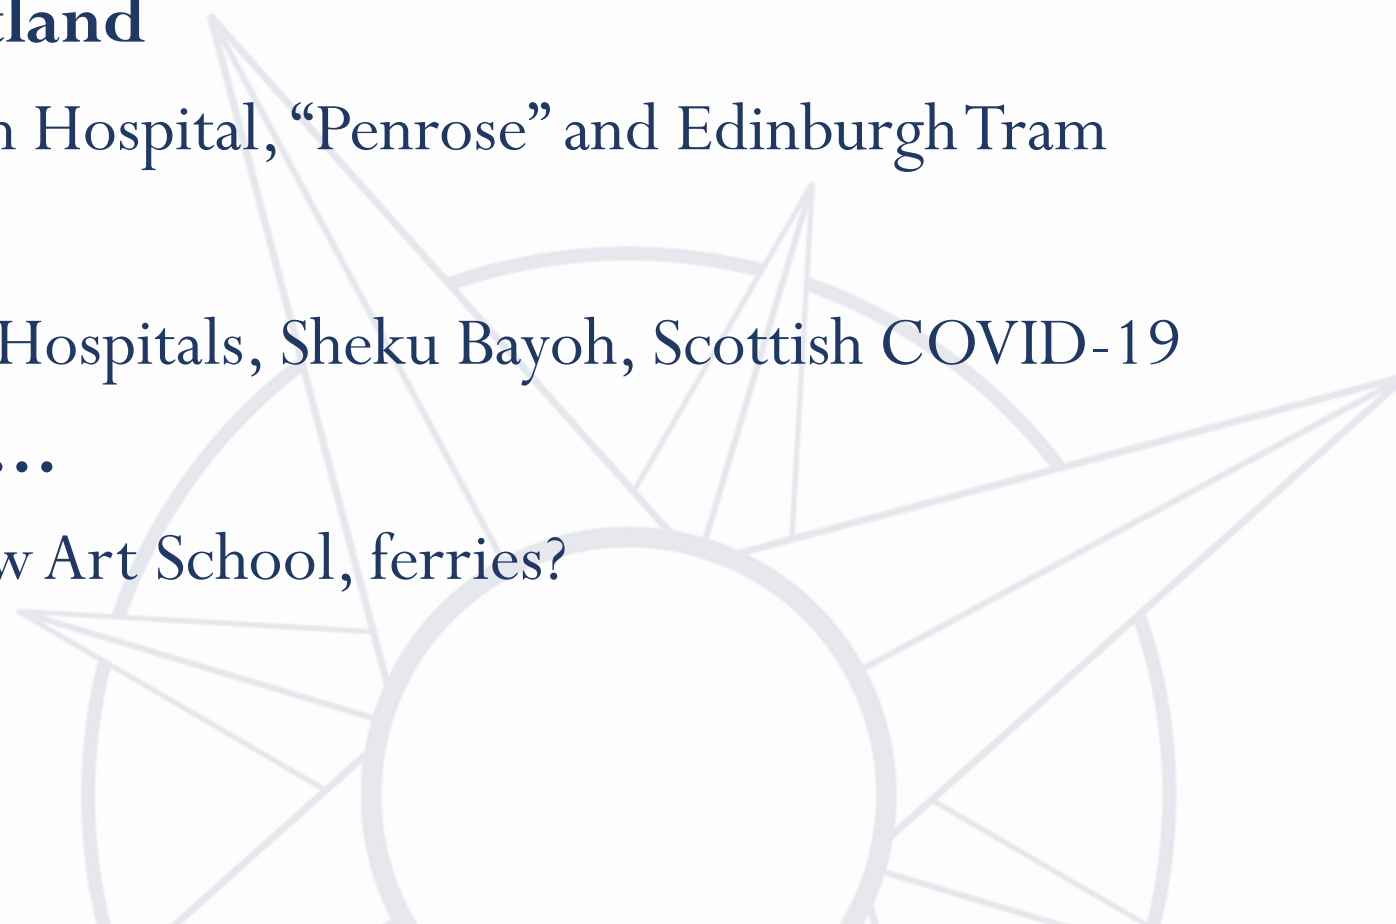 tland
n Hospital, “Penrose” and Edinburgh Tram
Hospitals, Sheku Bayoh, Scottish COVID-19
…
w Art School, ferries?